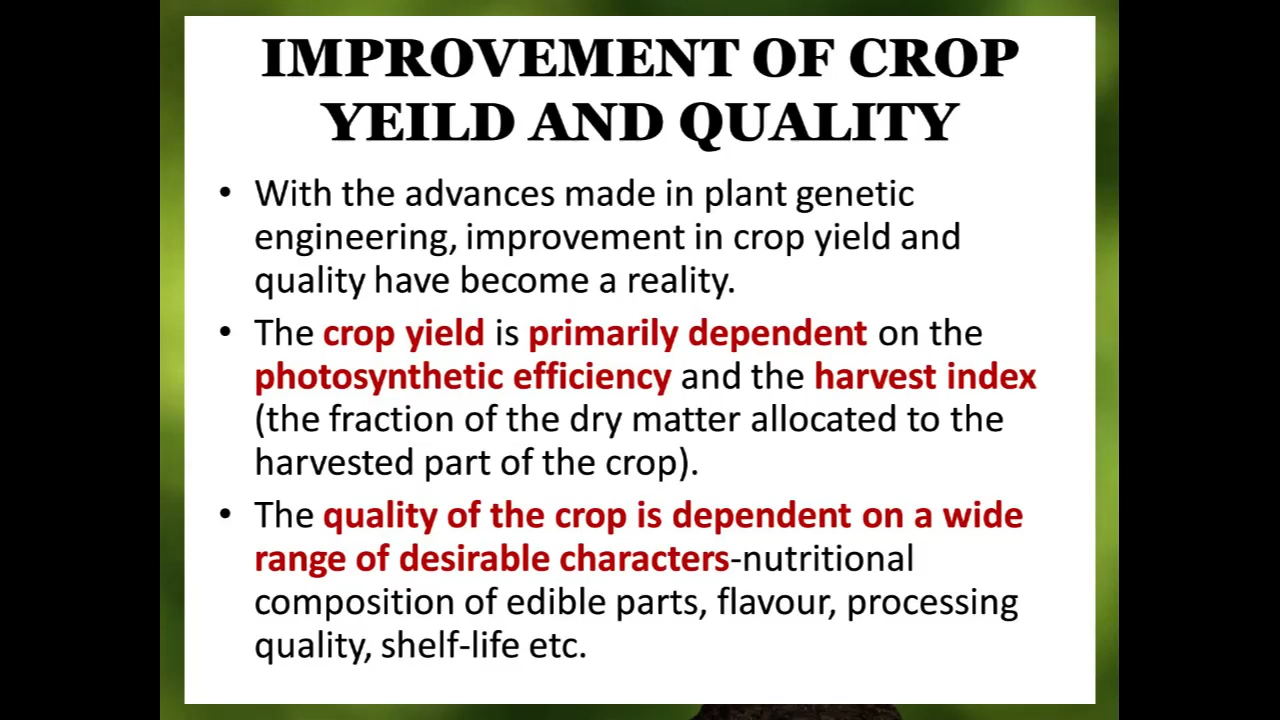 IMPROVEMENT OF CROP
YEILD AND QUALITY
• With the advances made in plant genetic
engineering, improvement in crop yield and
quality have become a reality.
• The crop yield is primarily dependent on the
photosynthetic efficiency and the harvest index
(the fraction of the dry matter allocated to the
harvested part of the crop).
• The quality of the crop is dependent on a wide
range of desirable characters-nutritional
composition of edible parts, flavour, processing
quality, shelf-life etc.